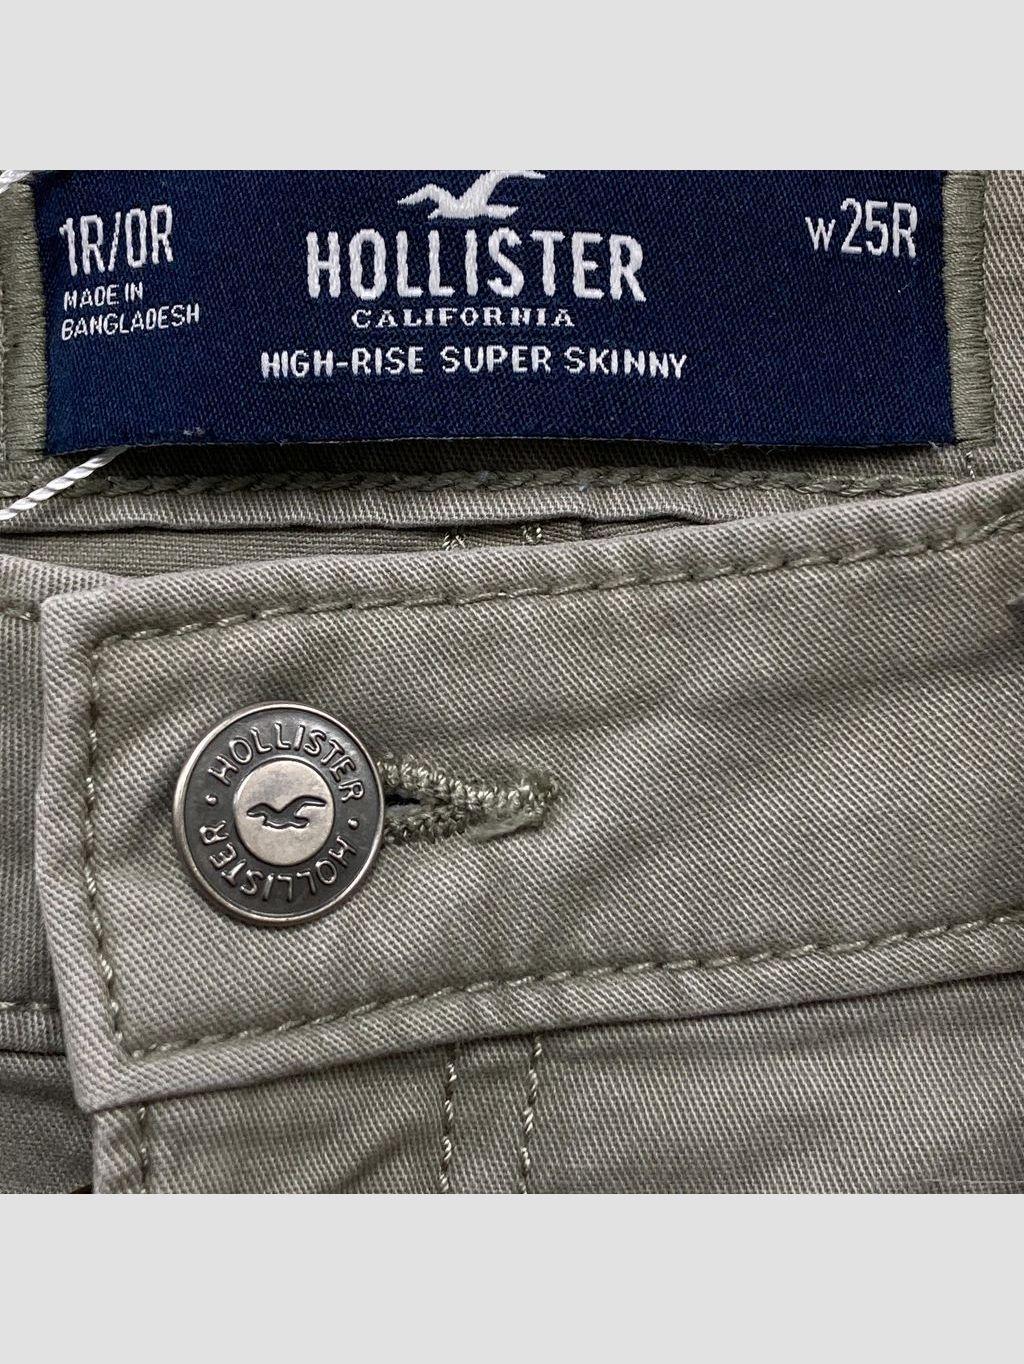 1R/0R
MADE IN
BANGLADESH
HOLLISTER
CALIFORNIA
HIGH-RISE SUPER SKINNY
W25R
HOLLISTER
HOLLISTER